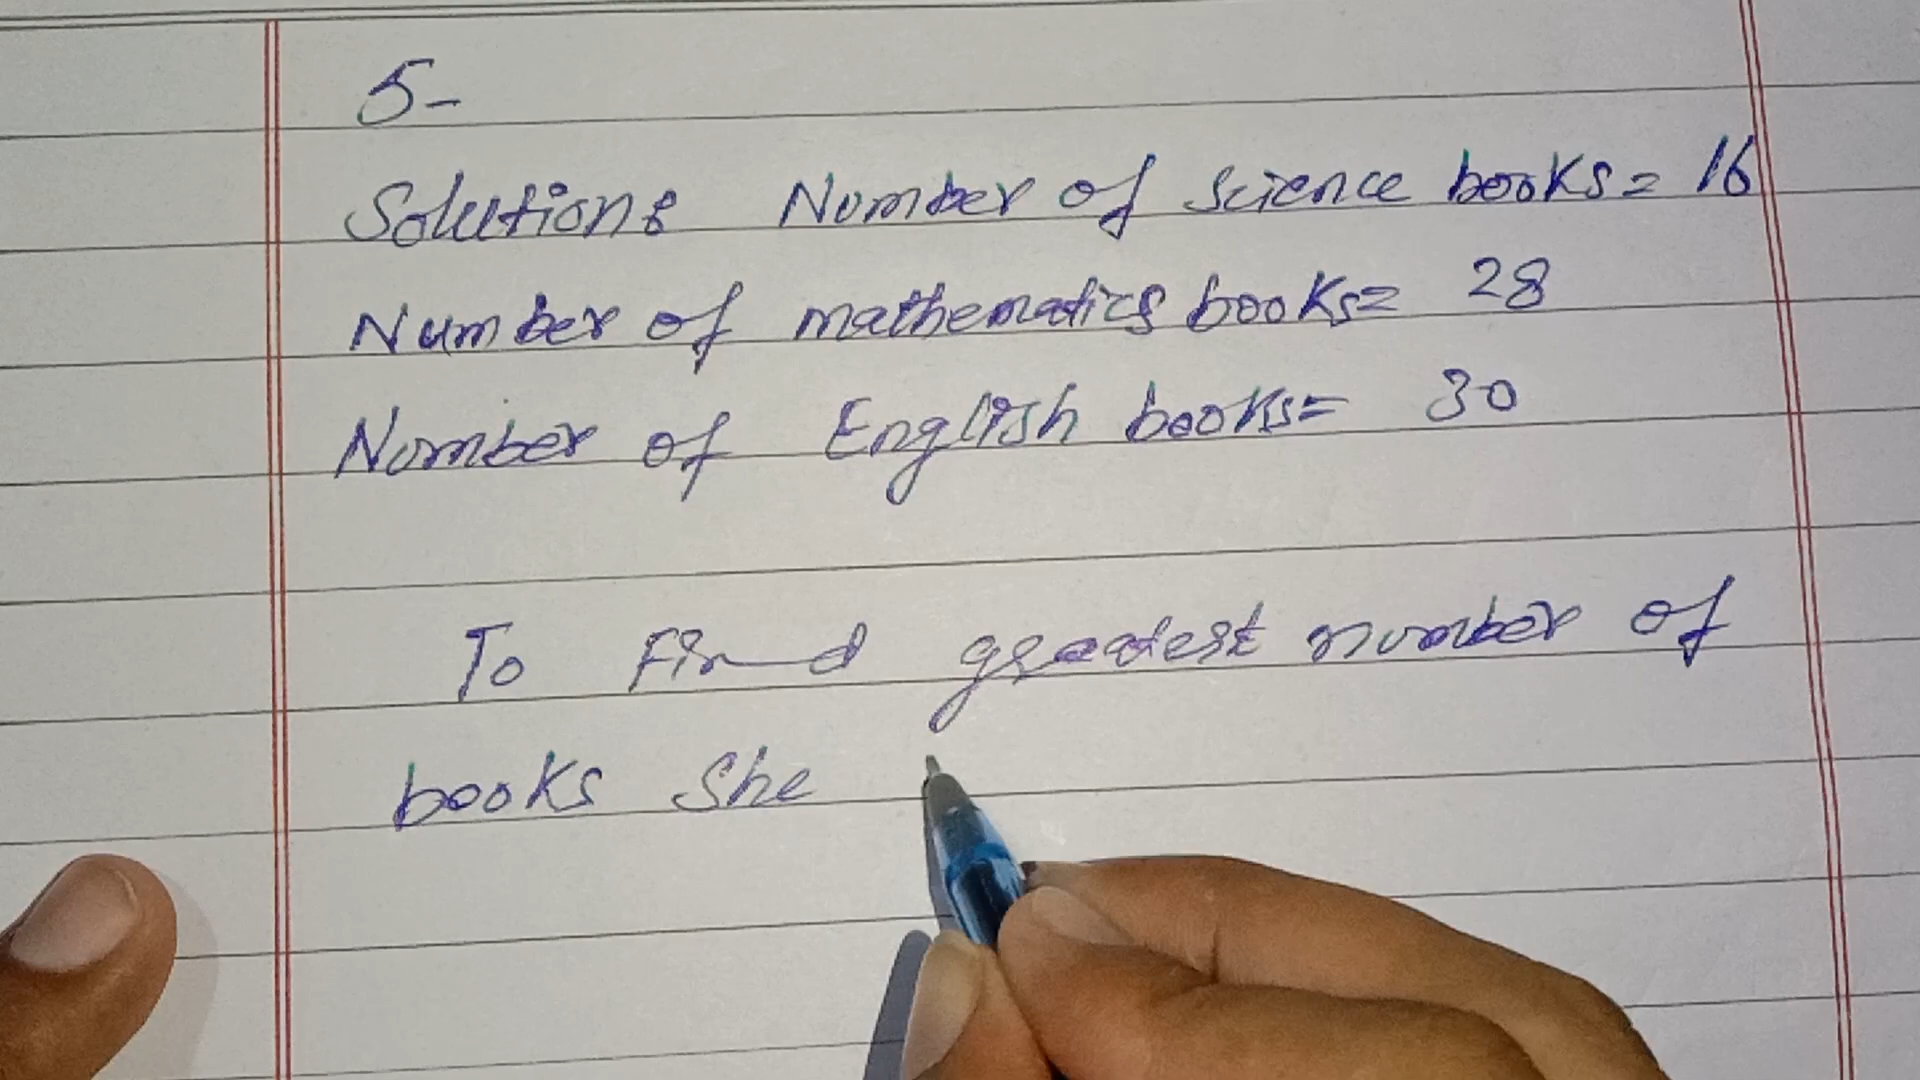 5-
Solution: Number of Science books= 16
Number of mathematics books= 28
Number of English books= 30
To Find greatest number of
books She